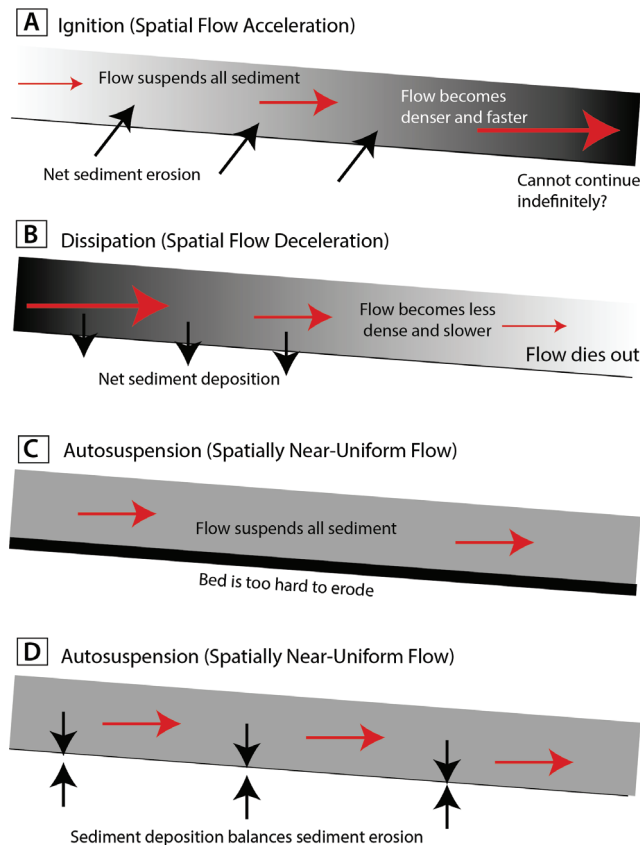 A Ignition (Spatial Flow Acceleration)
Flow suspends all sediment
Flow becomes
denser and faster
Net sediment erosion
Cannot continue
indefinitely?
B Dissipation (Spatial Flow Deceleration)
Flow becomes less
dense and slower
Flow dies out
Net sediment deposition
C Autosuspension (Spatially Near-Uniform Flow)
Flow suspends all sediment
Bed is too hard to erode
D Autosuspension (Spatially Near-Uniform Flow)
Sediment deposition balances sediment erosion